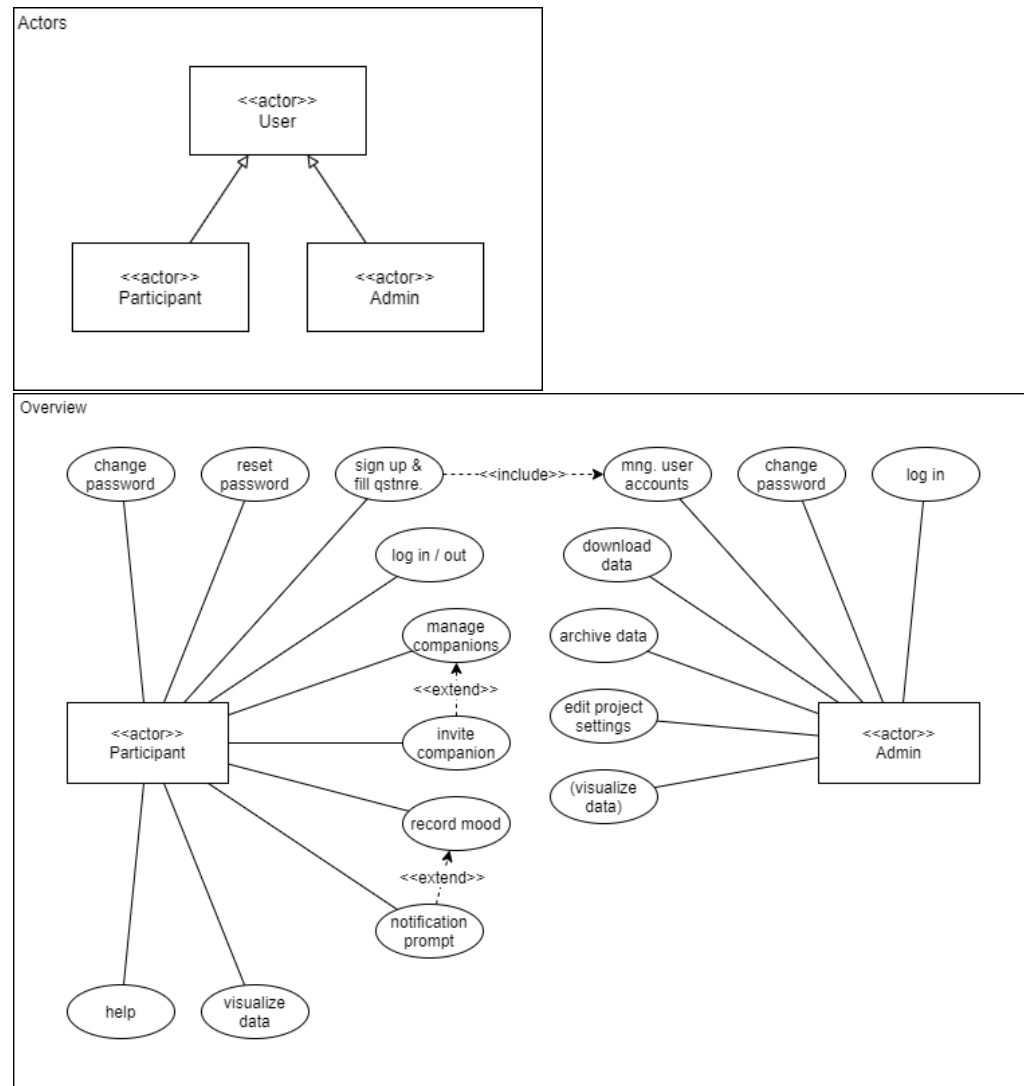 Actors
<<actor>>
User
<<actor>>
Participant
<<actor>>
Admin
Overview
change
password
reset
password
sign up &
fill qstnre.
<<include>>
mng. user
accounts
change
password
log in
log in / out
download
data
manage
companions
archive data
<<extend>>
edit project
settings
<<actor>>
Participant
invite
companion
<<actor>>
Admin
(visualize
data)
record mood
<<extend>>
notification
prompt
help
visualize
data